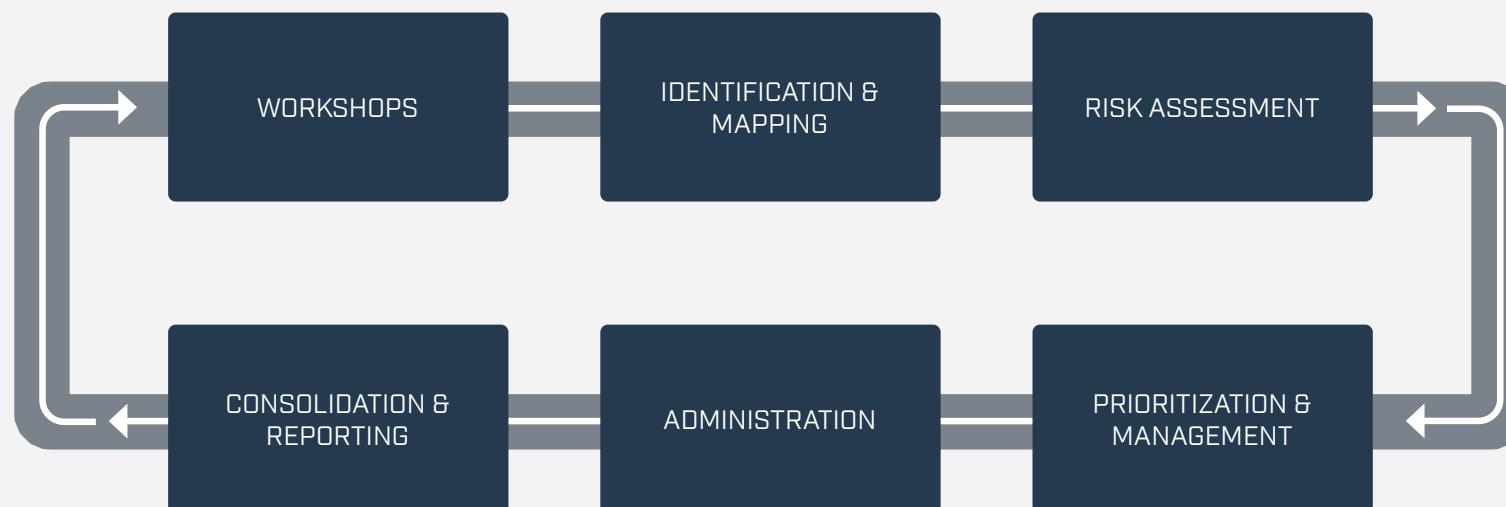 WORKSHOPS
IDENTIFICATION &
MAPPING
RISK ASSESSMENT
CONSOLIDATION &
REPORTING
ADMINISTRATION
PRIORITIZATION &
MANAGEMENT